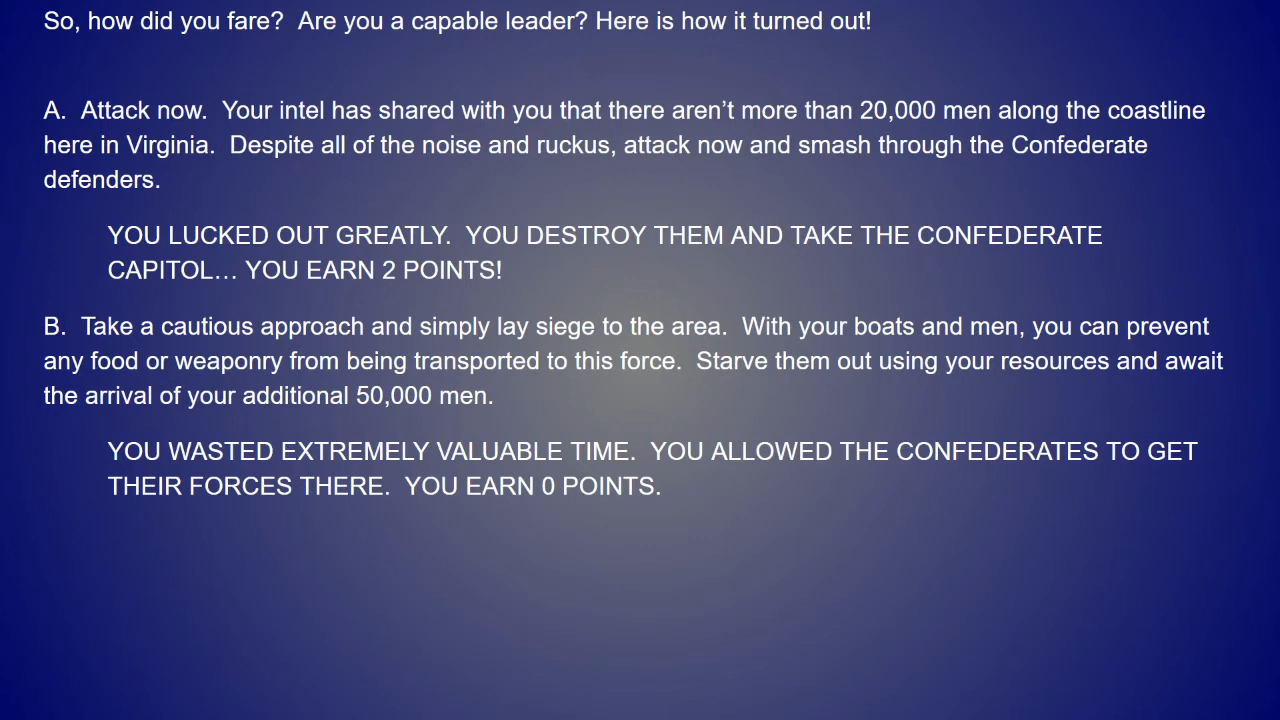 So, how did you fare?  Are you a capable leader? Here is how it turned out!
A.  Attack now.  Your intel has shared with you that there aren’t more than 20,000 men along the coastline
here in Virginia.  Despite all of the noise and ruckus, attack now and smash through the Confederate
defenders.
YOU LUCKED OUT GREATLY.  YOU DESTROY THEM AND TAKE THE CONFEDERATE
CAPITOL… YOU EARN 2 POINTS!
B.  Take a cautious approach and simply lay siege to the area.  With your boats and men, you can prevent
any food or weaponry from being transported to this force.  Starve them out using your resources and await
the arrival of your additional 50,000 men.
YOU WASTED EXTREMELY VALUABLE TIME.  YOU ALLOWED THE CONFEDERATES TO GET
THEIR FORCES THERE.  YOU EARN 0 POINTS.